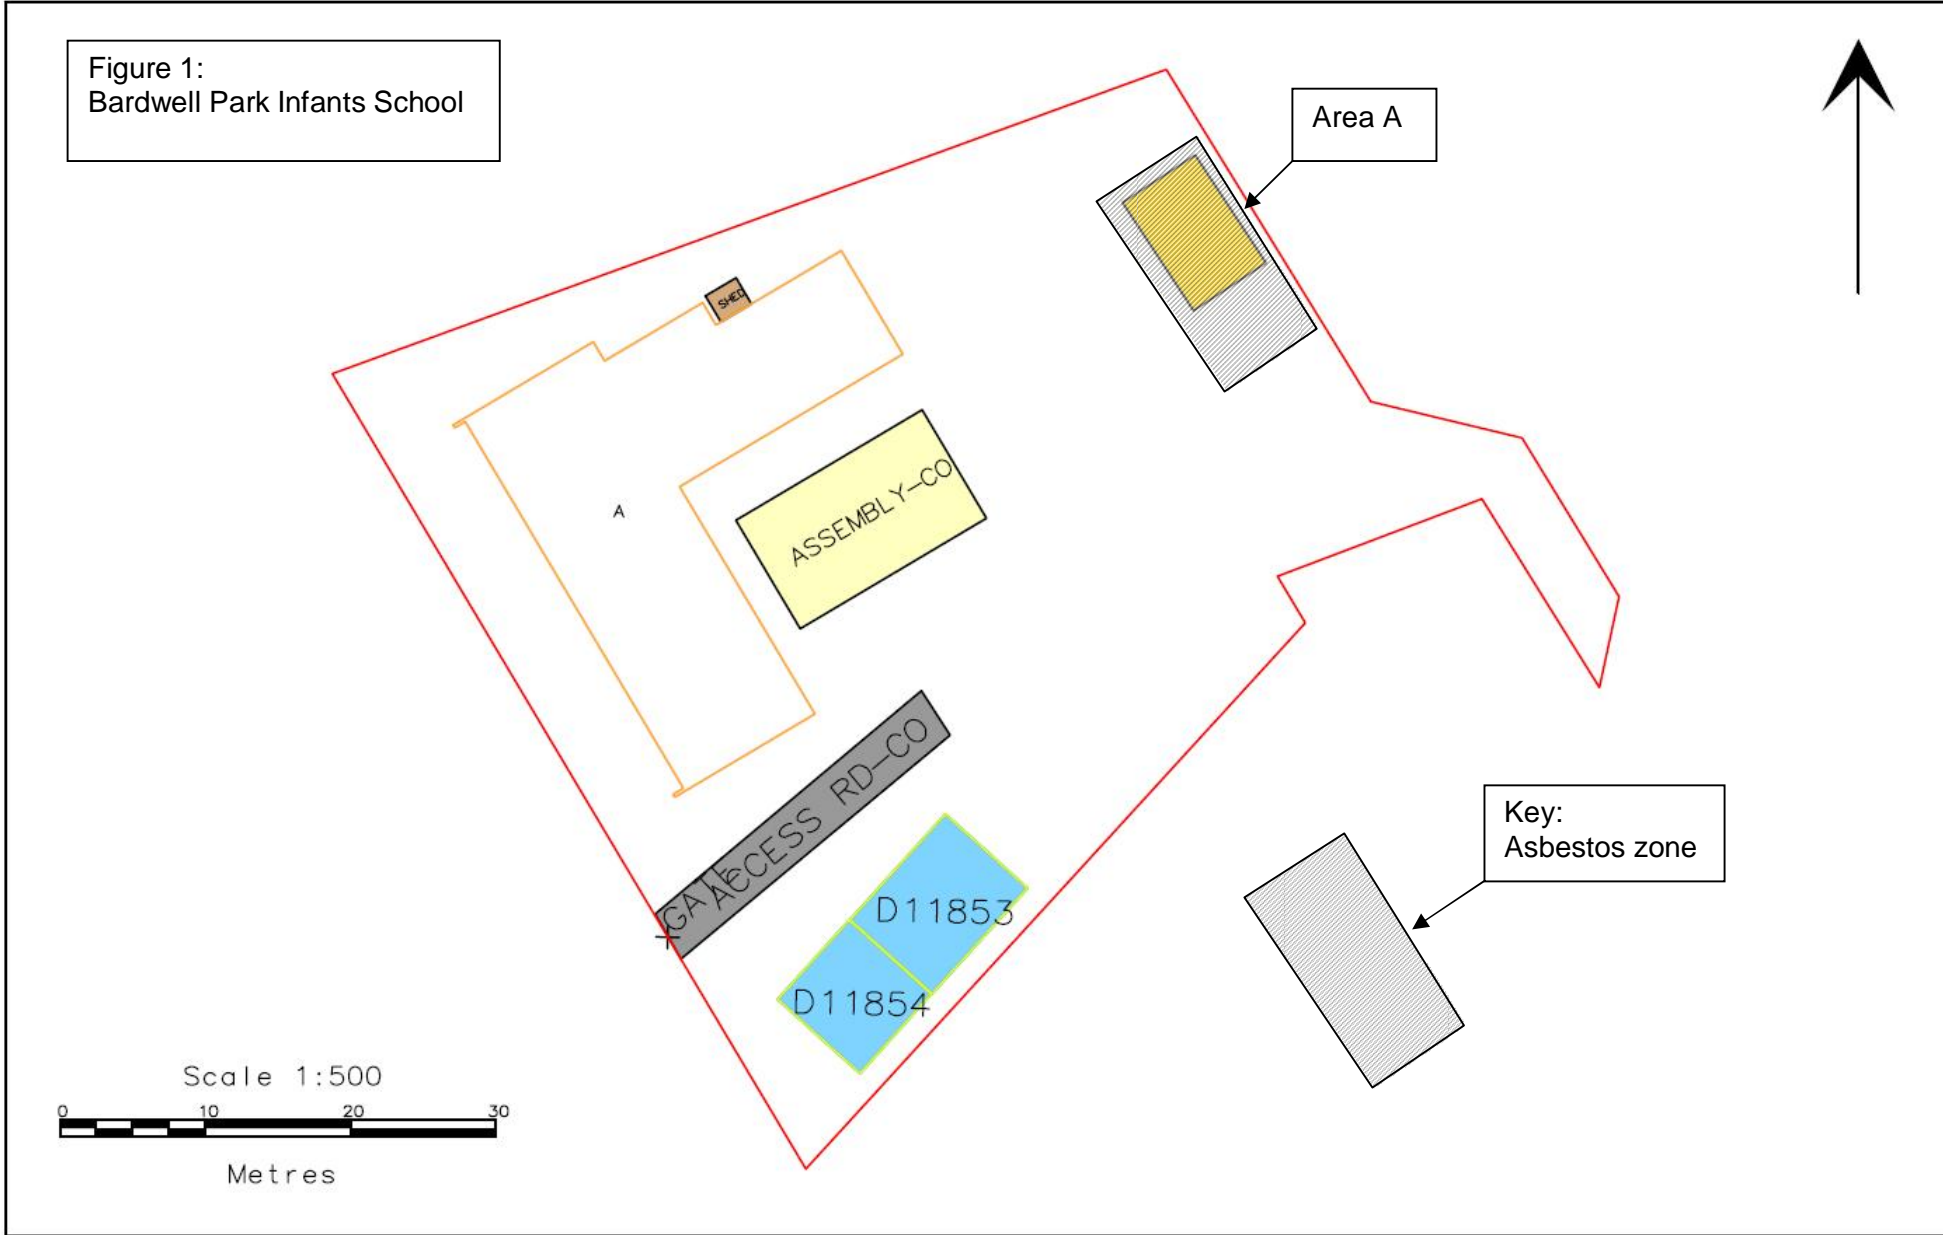 Figure 1:
Bardwell Park Infants School
Area A
SHED
ASSEMBLY-CO
A
ACCESS RD-CO
GATE
D11853
D11854
Key:
Asbestos zone
Scale 1:500
0 10 20 30
Metres